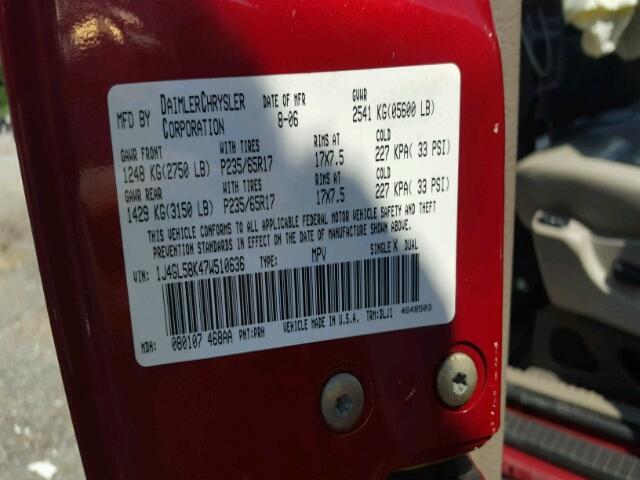 MFD BY DAIMLERCHRYSLER CORPORATION DATE OF MFR 8-06 GVWR 2541 KG(05600 LB)
GAWR FRONT WITH TIRES RIMS AT COLD
1248 KG(2750 LB) P235/65R17 17X7.5 227 KPA( 33 PSI)
GAWR REAR WITH TIRES RIMS AT COLD
1429 KG(3150 LB) P235/65R17 17X7.5 227 KPA( 33 PSI)
THIS VEHICLE CONFORMS TO ALL APPLICABLE FEDERAL MOTOR VEHICLE SAFETY AND THEFT
PREVENTION STANDARDS IN EFFECT ON THE DATE OF MANUFACTURE SHOWN ABOVE.
VIN: 1J4GL58K47W510636 TYPE: MPV SINGLE X DUAL
MDH: 080107 468AA PNT:PRH VEHICLE MADE IN U.S.A. TRM:DLJ1 4648503